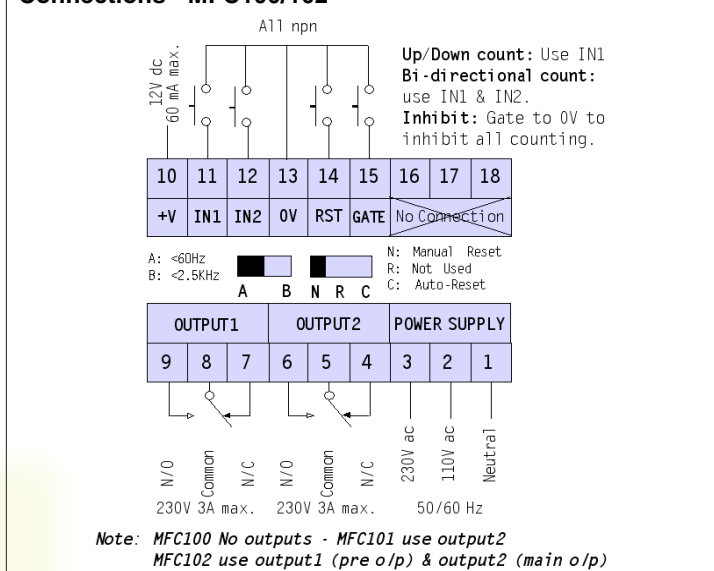 Connections - MFC100/102
All npn
12V dc
60 mA max.
Up/Down count: Use IN1
Bi-directional count:
use IN1 & IN2.
Inhibit: Gate to 0V to
inhibit all counting.
10 11 12 13 14 15 16 17 18
+V IN1 IN2 0V RST GATE No Connection
A: <60Hz
B: <2.5KHz
A B N R C
N: Manual Reset
R: Not Used
C: Auto-Reset
OUTPUT1 OUTPUT2 POWER SUPPLY
9 8 7 6 5 4 3 2 1
N/O Common N/C N/O Common N/C 230V ac 110V ac Neutral
230V 3A max. 230V 3A max. 50/60 Hz
Note: MFC100 No outputs - MFC101 use output2
MFC102 use output1 (pre o/p) & output2 (main o/p)